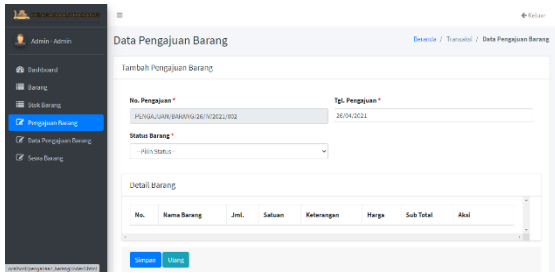 Keluar
Admin - Admin
Data Pengajuan Barang
Beranda / Transaksi / Data Pengajuan Barang
Dashboard
Barang
Stok Barang
Pengajuan Barang
Data Pengajuan Barang
Sewa Barang
Tambah Pengajuan Barang
No. Pengajuan *
Tgl. Pengajuan *
PENGAJUAN/BARANG/26/IV/2021/002
26/04/2021
Status Barang *
- Pilih Status -
Detail Barang
No. Nama Barang Jml. Satuan Keterangan Harga Sub Total Aksi
Simpan Ulang